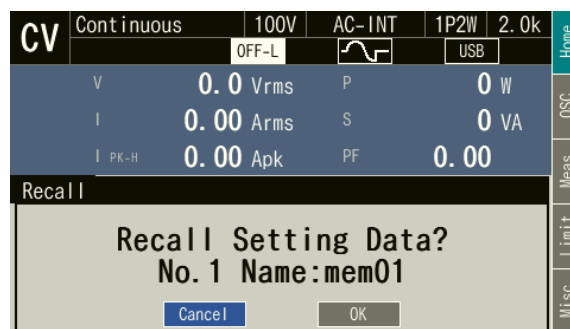 CV Continuous 100V AC-INT 1P2W 2.0k
OFF-L USB
V 0.0 Vrms P 0 W
I 0.00 Arms S 0 VA
I PK-H 0.00 Apk PF 0.00
Recall
Recall Setting Data?
No.1 Name:mem01
Cancel OK
Home
OSC
Meas
Limit
Misc